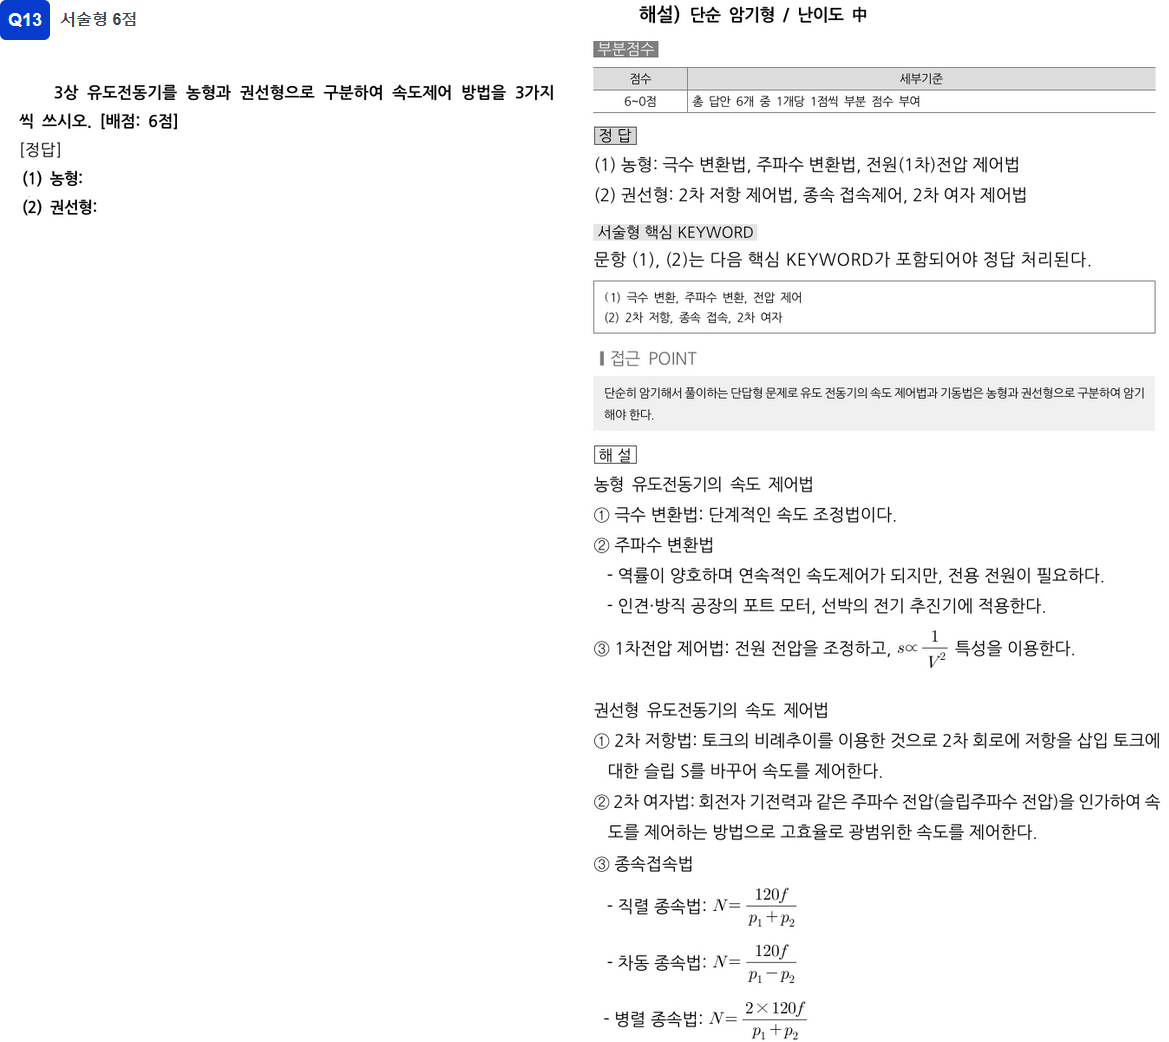 Q13 서술형 6점
3상 유도전동기를 농형과 권선형으로 구분하여 속도제어 방법을 3가지
씩 쓰시오. [배점: 6점]
[정답]
(1) 농형:
(2) 권선형:
해설) 단순 암기형 / 난이도 中
부분점수
점수 세부기준
6~0점 총 답안 6개 중 1개당 1점씩 부분 점수 부여
정 답
(1) 농형: 극수 변환법, 주파수 변환법, 전원(1차)전압 제어법
(2) 권선형: 2차 저항 제어법, 종속 접속제어, 2차 여자 제어법
서술형 핵심 KEYWORD
문항 (1), (2)는 다음 핵심 KEYWORD가 포함되어야 정답 처리된다.
(1) 극수 변환, 주파수 변환, 전압 제어
(2) 2차 저항, 종속 접속, 2차 여자
접근 POINT
단순히 암기해서 풀이하는 단답형 문제로 유도 전동기의 속도 제어법과 기동법은 농형과 권선형으로 구분하여 암기
해야 한다.
해 설
농형 유도전동기의 속도 제어법
① 극수 변환법: 단계적인 속도 조정법이다.
② 주파수 변환법
- 역률이 양호하며 연속적인 속도제어가 되지만, 전용 전원이 필요하다.
- 인견·방직 공장의 포트 모터, 선박의 전기 추진기에 적용한다.
③ 1차전압 제어법: 전원 전압을 조정하고, s∝1/V² 특성을 이용한다.
권선형 유도전동기의 속도 제어법
① 2차 저항법: 토크의 비례추이를 이용한 것으로 2차 회로에 저항을 삽입 토크에
대한 슬립 S를 바꾸어 속도를 제어한다.
② 2차 여자법: 회전자 기전력과 같은 주파수 전압(슬립주파수 전압)을 인가하여 속
도를 제어하는 방법으로 고효율로 광범위한 속도를 제어한다.
③ 종속접속법
- 직렬 종속법: N= 120f/(p₁+p₂)
- 차동 종속법: N= 120f/(p₁−p₂)
- 병렬 종속법: N= 2×120f/(p₁+p₂)